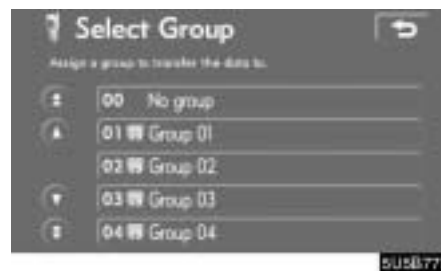 Select Group
Assign a group to transfer the data to.
00 No group
01 Group 01
02 Group 02
03 Group 03
04 Group 04
SUSB77